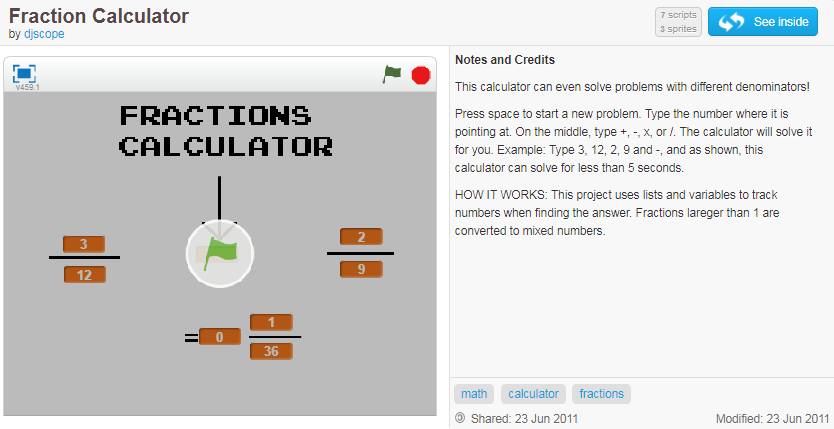 Fraction Calculator
by djscope
7 scripts
3 sprites
See inside
v459.1
FRACTIONS
CALCULATOR
3
12
2
9
=
0
1
36
Notes and Credits
This calculator can even solve problems with different denominators!
Press space to start a new problem. Type the number where it is
pointing at. On the middle, type +, -, x, or /. The calculator will solve it
for you. Example: Type 3, 12, 2, 9 and -, and as shown, this
calculator can solve for less than 5 seconds.
HOW IT WORKS: This project uses lists and variables to track
numbers when finding the answer. Fractions lareger than 1 are
converted to mixed numbers.
math
calculator
fractions
Shared: 23 Jun 2011
Modified: 23 Jun 2011